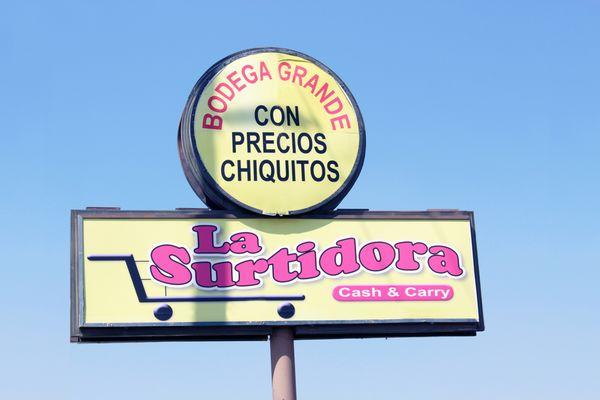 BODEGA GRANDE
CON
PRECIOS
CHIQUITOS
La
Surtidora
Cash & Carry